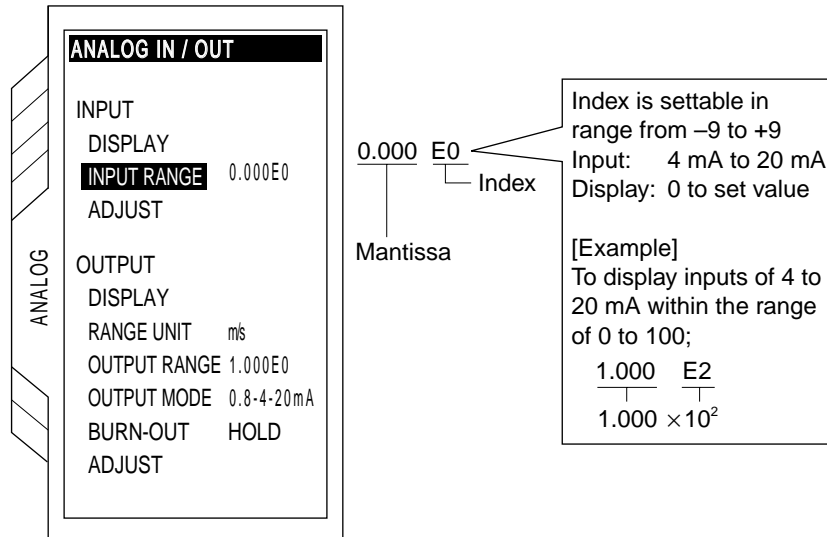 ANALOG IN / OUT
INPUT
DISPLAY
INPUT RANGE 0.000E0
ADJUST
OUTPUT
DISPLAY
RANGE UNIT m/s
OUTPUT RANGE 1.000E0
OUTPUT MODE 0.8-4-20mA
BURN-OUT HOLD
ADJUST
ANALOG
0.000 E0
Index
Mantissa
Index is settable in
range from –9 to +9
Input: 4 mA to 20 mA
Display: 0 to set value
[Example]
To display inputs of 4 to
20 mA within the range
of 0 to 100;
1.000 E2
1.000 ×10²